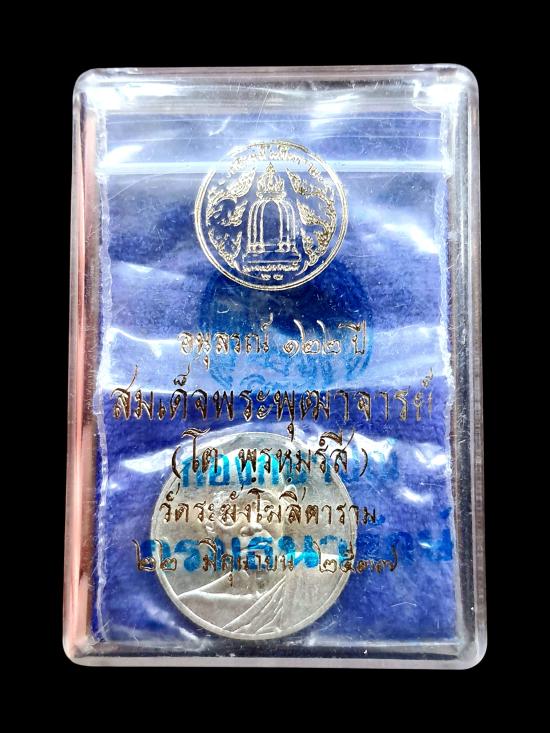 อนุสรณ์ ๑๒๒ ปี
สมเด็จพระพุฒาจารย์
(โต พฺรหฺมรํสี)
วัดระฆังโฆสิตาราม
๒๒ มิถุนายน ๒๕๓๗